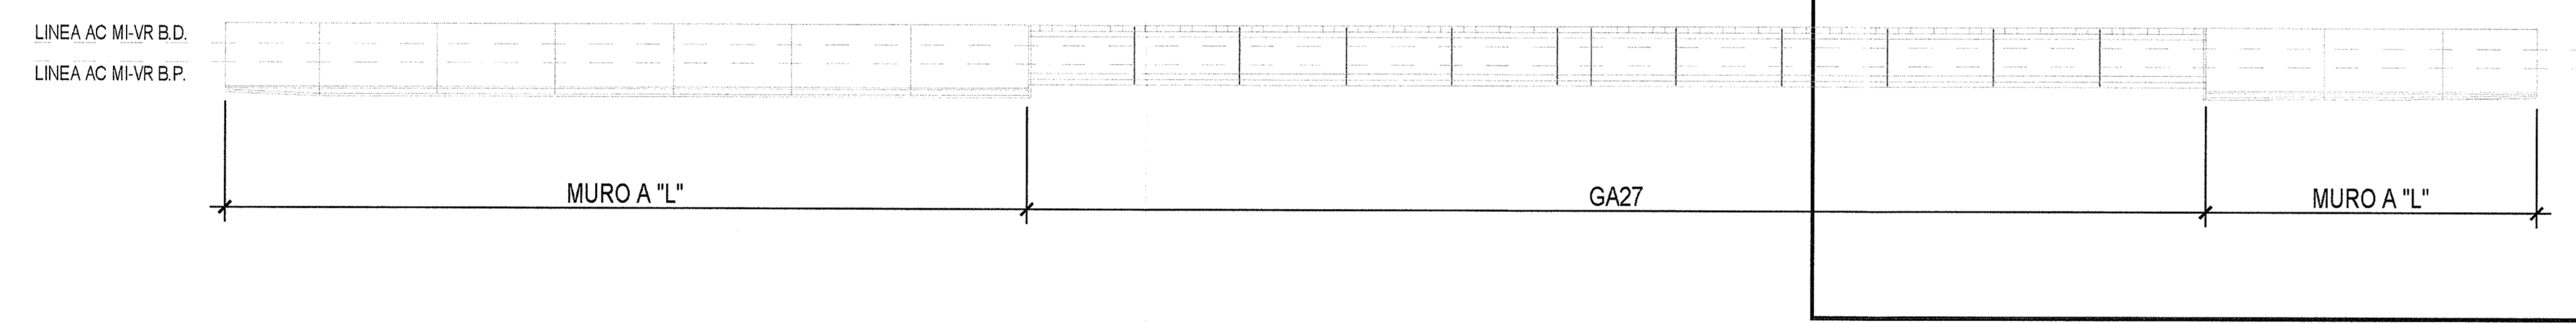 LINEA AC MI-VR B.D.
LINEA AC MI-VR B.P.
MURO A "L"
GA27
MURO A "L"